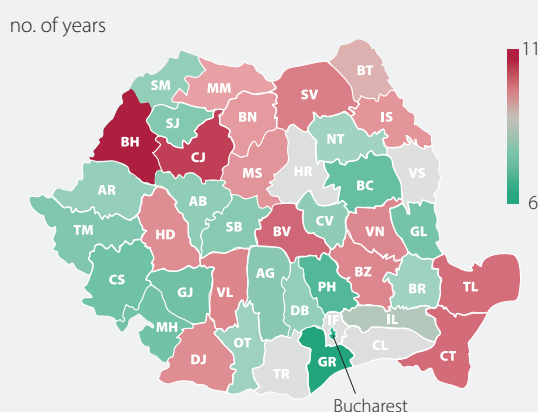 no. of years
11
6
SM
MM
BT
SV
BN
IS
SJ
BH
CJ
NT
MS
HR
VS
BC
AR
AB
CV
TM
SB
HD
BV
VN
GL
CS
AG
PH
BZ
GJ
VL
BR
TL
DB
MH
IF
IL
OT
DJ
TR
GR
CL
CT
Bucharest